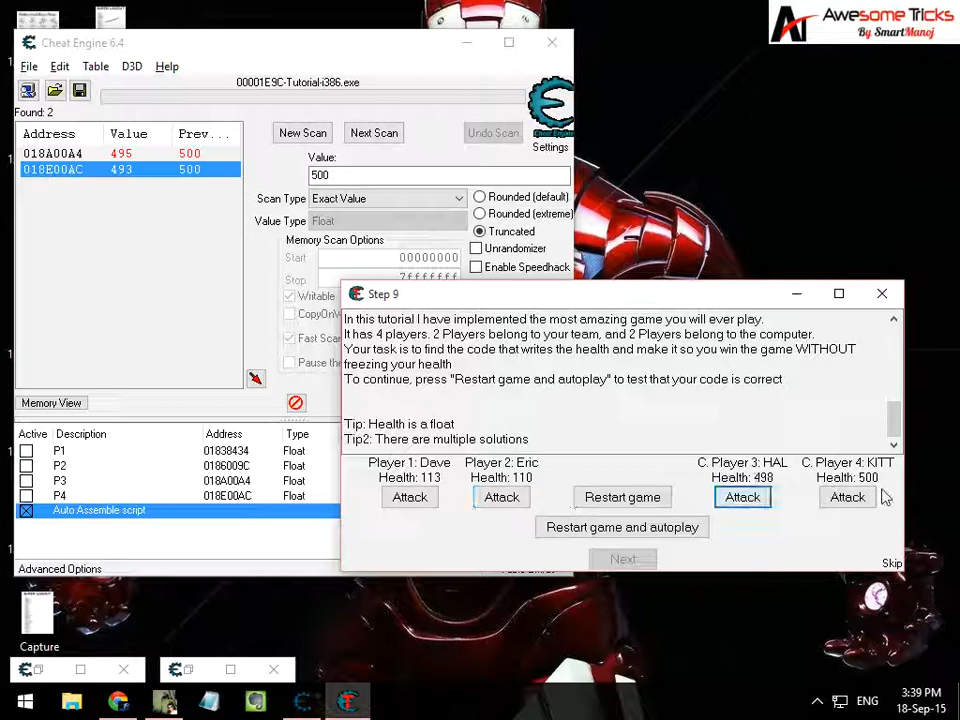 Awesome Tricks
By SmartManoj
Cheat Engine 6.4
File Edit Table D3D Help
00001E9C-Tutorial-i386.exe
Found: 2
Address Value Prev...
018A00A4 495 500
018E00AC 493 500
New Scan Next Scan Undo Scan
Cheat Engine
Settings
Value:
500
Scan Type Exact Value
Value Type Float
Rounded (default)
Rounded (extreme)
Truncated
Unrandomizer
Enable Speedhack
Memory Scan Options
Start 00000000
Stop 7fffffff
Writable
CopyOnW
Fast Scan
Pause the
Memory View
Active Description Address Type
P1 01838434 Float
P2 0186009C Float
P3 018A00A4 Float
P4 018E00AC Float
Auto Assemble script
Advanced Options
Step 9
In this tutorial I have implemented the most amazing game you will ever play.
It has 4 players. 2 Players belong to your team, and 2 Players belong to the computer.
Your task is to find the code that writes the health and make it so you win the game WITHOUT
freezing your health
To continue, press "Restart game and autoplay" to test that your code is correct
Tip: Health is a float
Tip2: There are multiple solutions
Player 1: Dave Player 2: Eric C. Player 3: HAL C. Player 4: KITT
Health: 113 Health: 110 Health: 498 Health: 500
Attack Attack Restart game Attack Attack
Restart game and autoplay
Next
Skip
Capture
ENG
3:39 PM
18-Sep-15